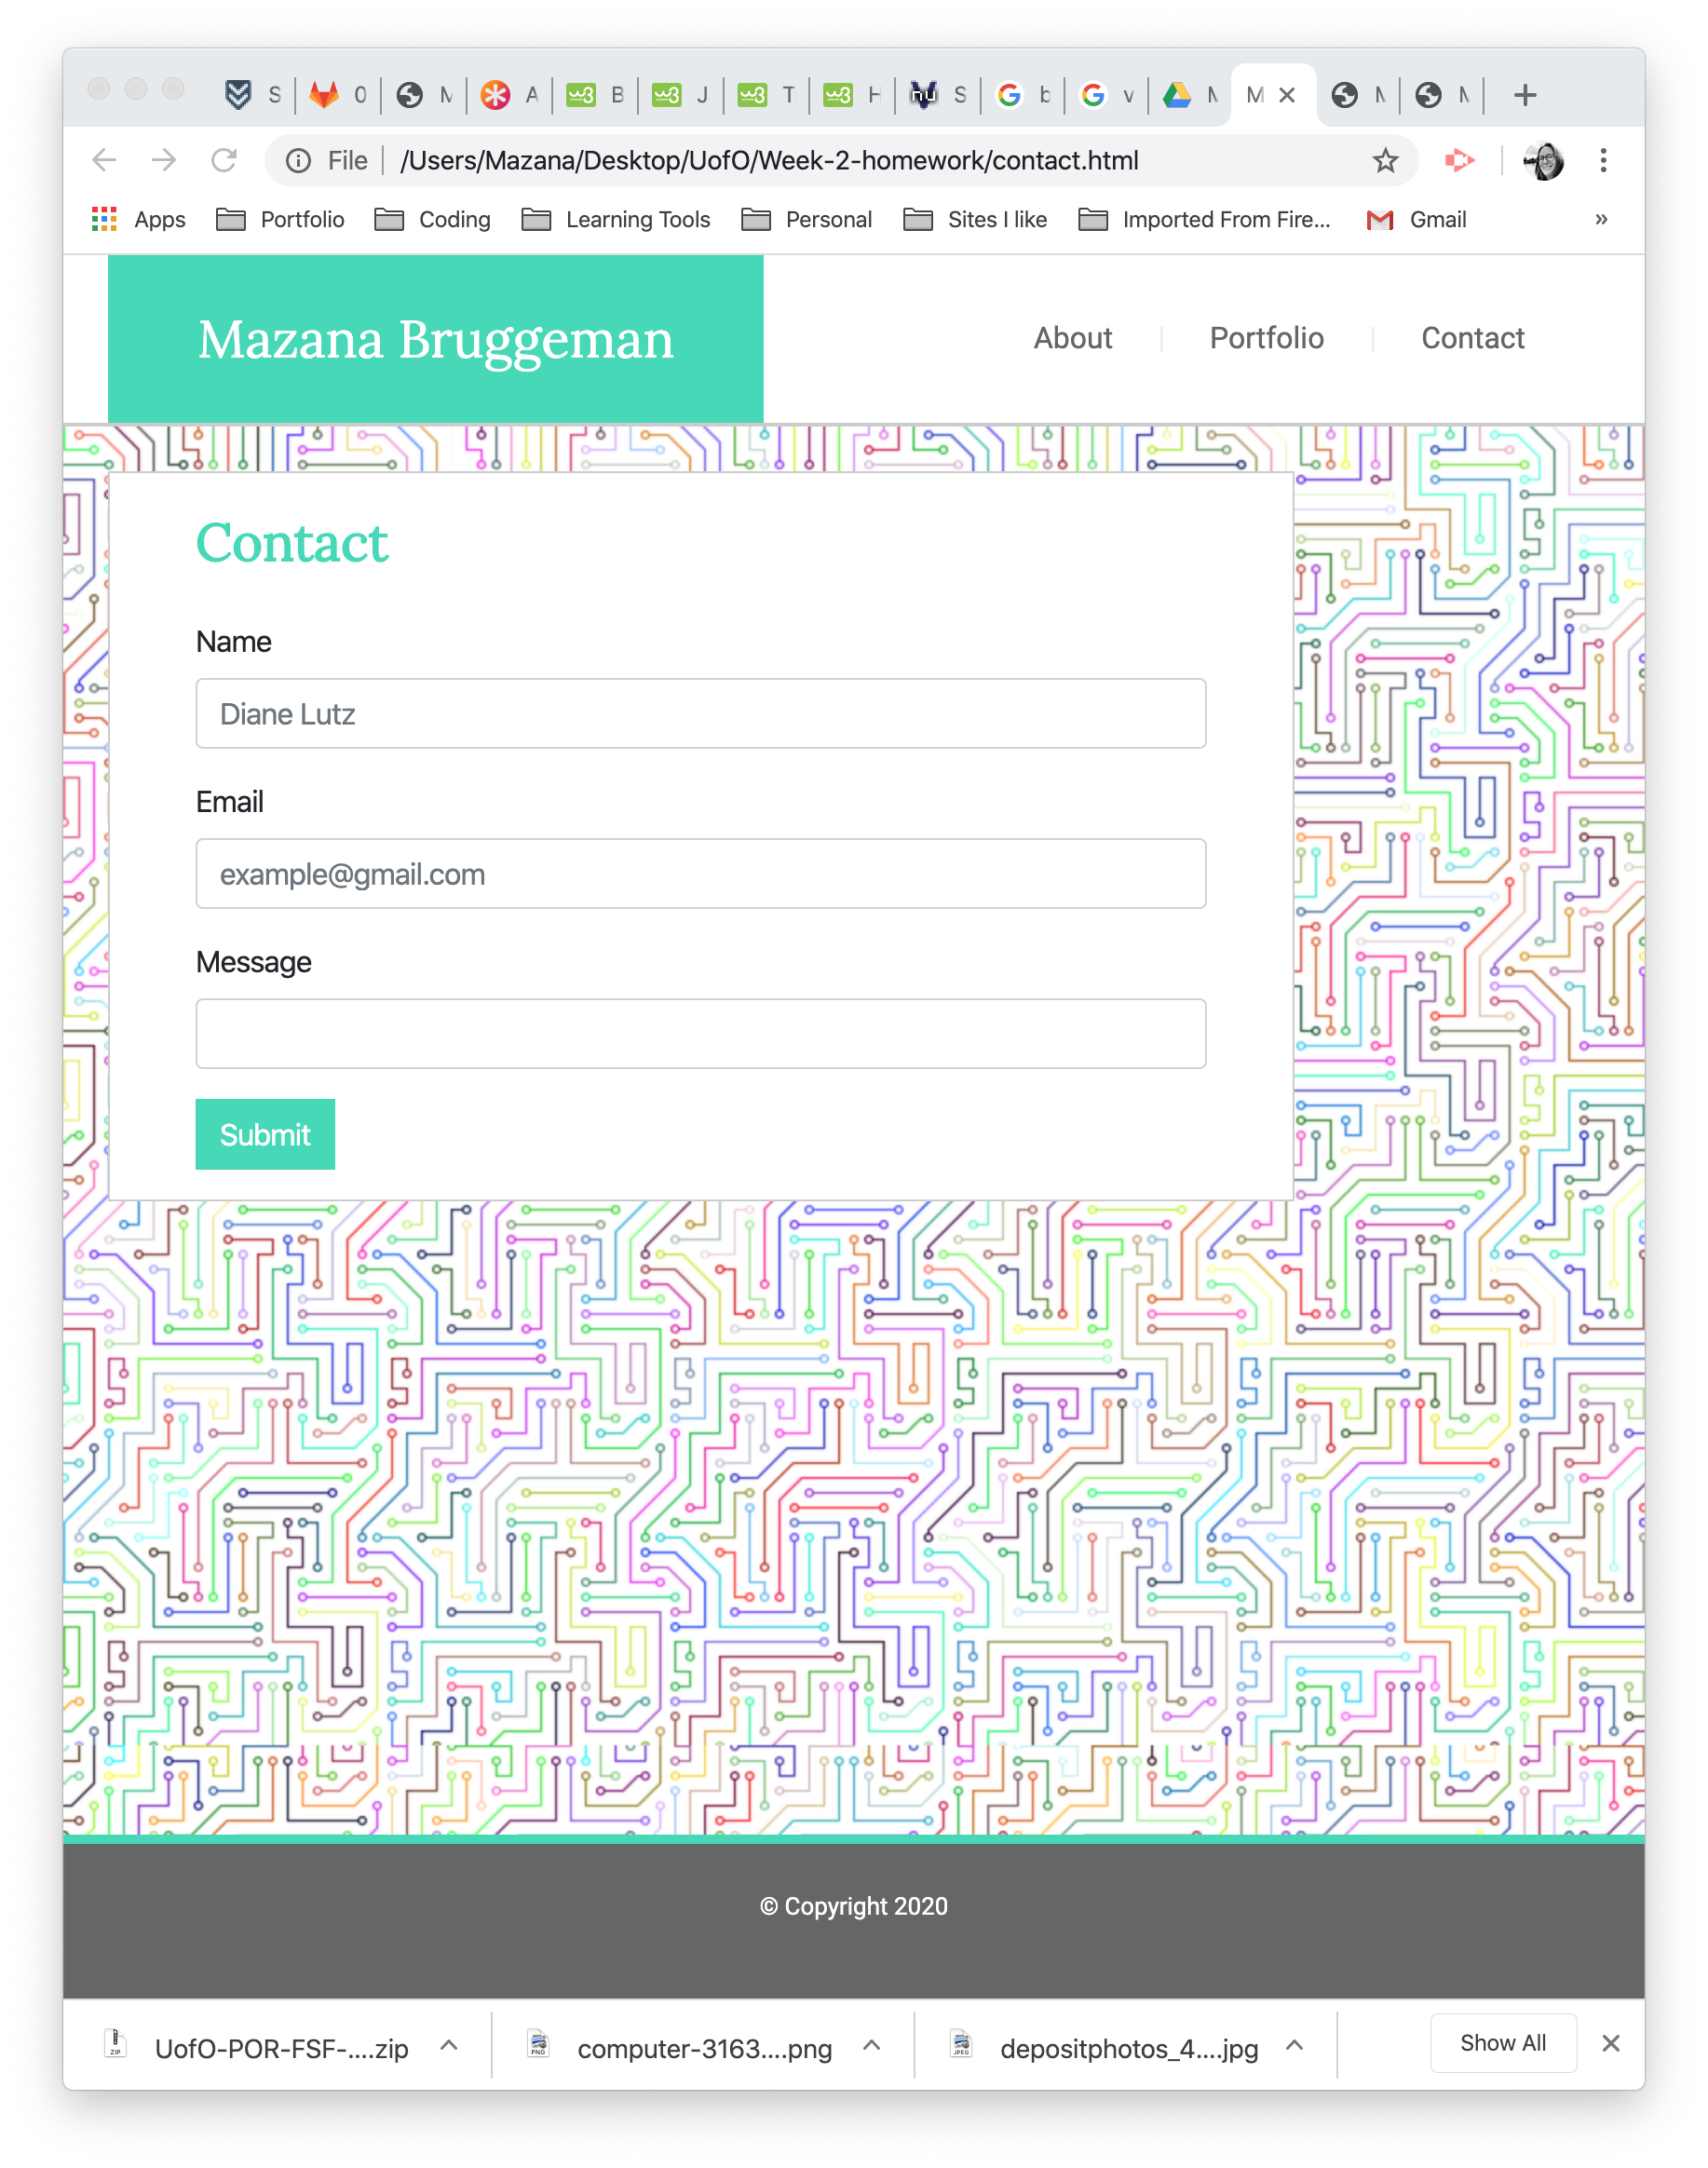 S 0 M A B J T H S b v M M M M
File /Users/Mazana/Desktop/UofO/Week-2-homework/contact.html
Apps Portfolio Coding Learning Tools Personal Sites I like Imported From Fire... Gmail »
Mazana Bruggeman About Portfolio Contact
Contact
Name
Diane Lutz
Email
example@gmail.com
Message
Submit
© Copyright 2020
UofO-POR-FSF-....zip computer-3163....png depositphotos_4....jpg Show All